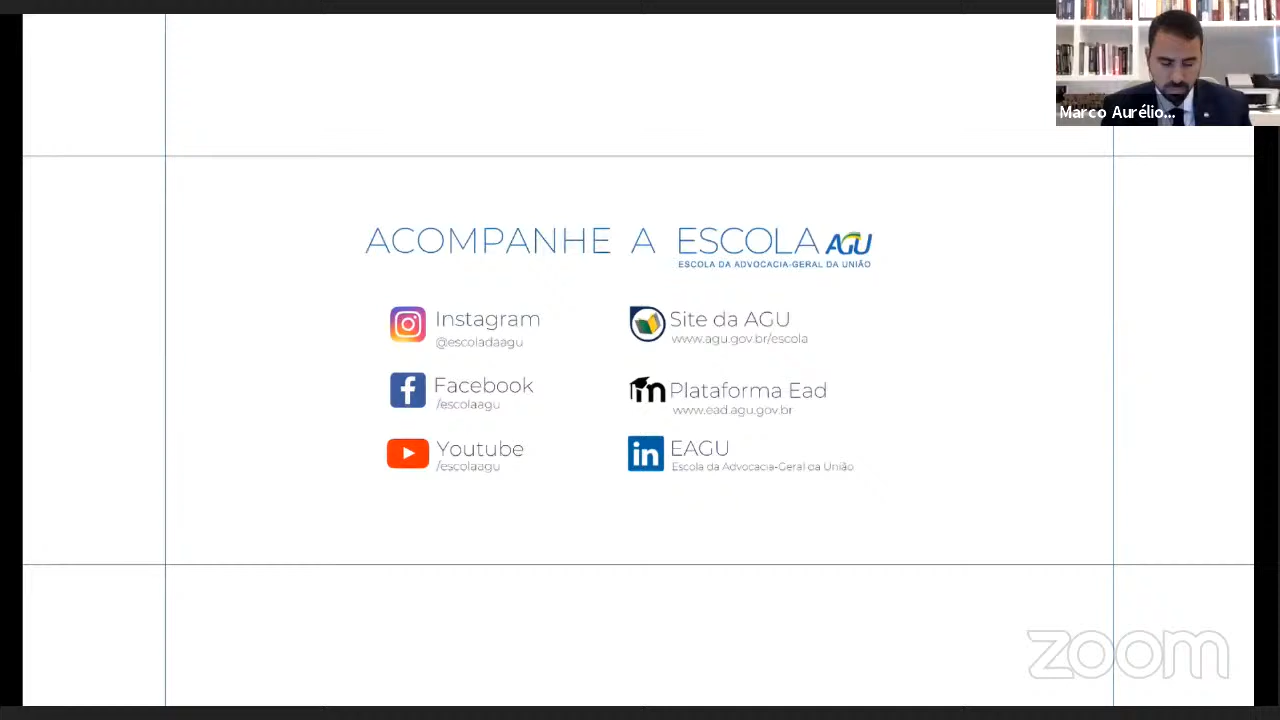 Marco Aurélio...
ACOMPANHE A ESCOLA AGU
ESCOLA DA ADVOCACIA-GERAL DA UNIÃO
Instagram
@escoladaagu
Site da AGU
www.agu.gov.br/escola
Facebook
/escolaagu
Plataforma Ead
www.ead.agu.gov.br
Youtube
/escolaagu
EAGU
Escola da Advocacia-Geral da União
zoom